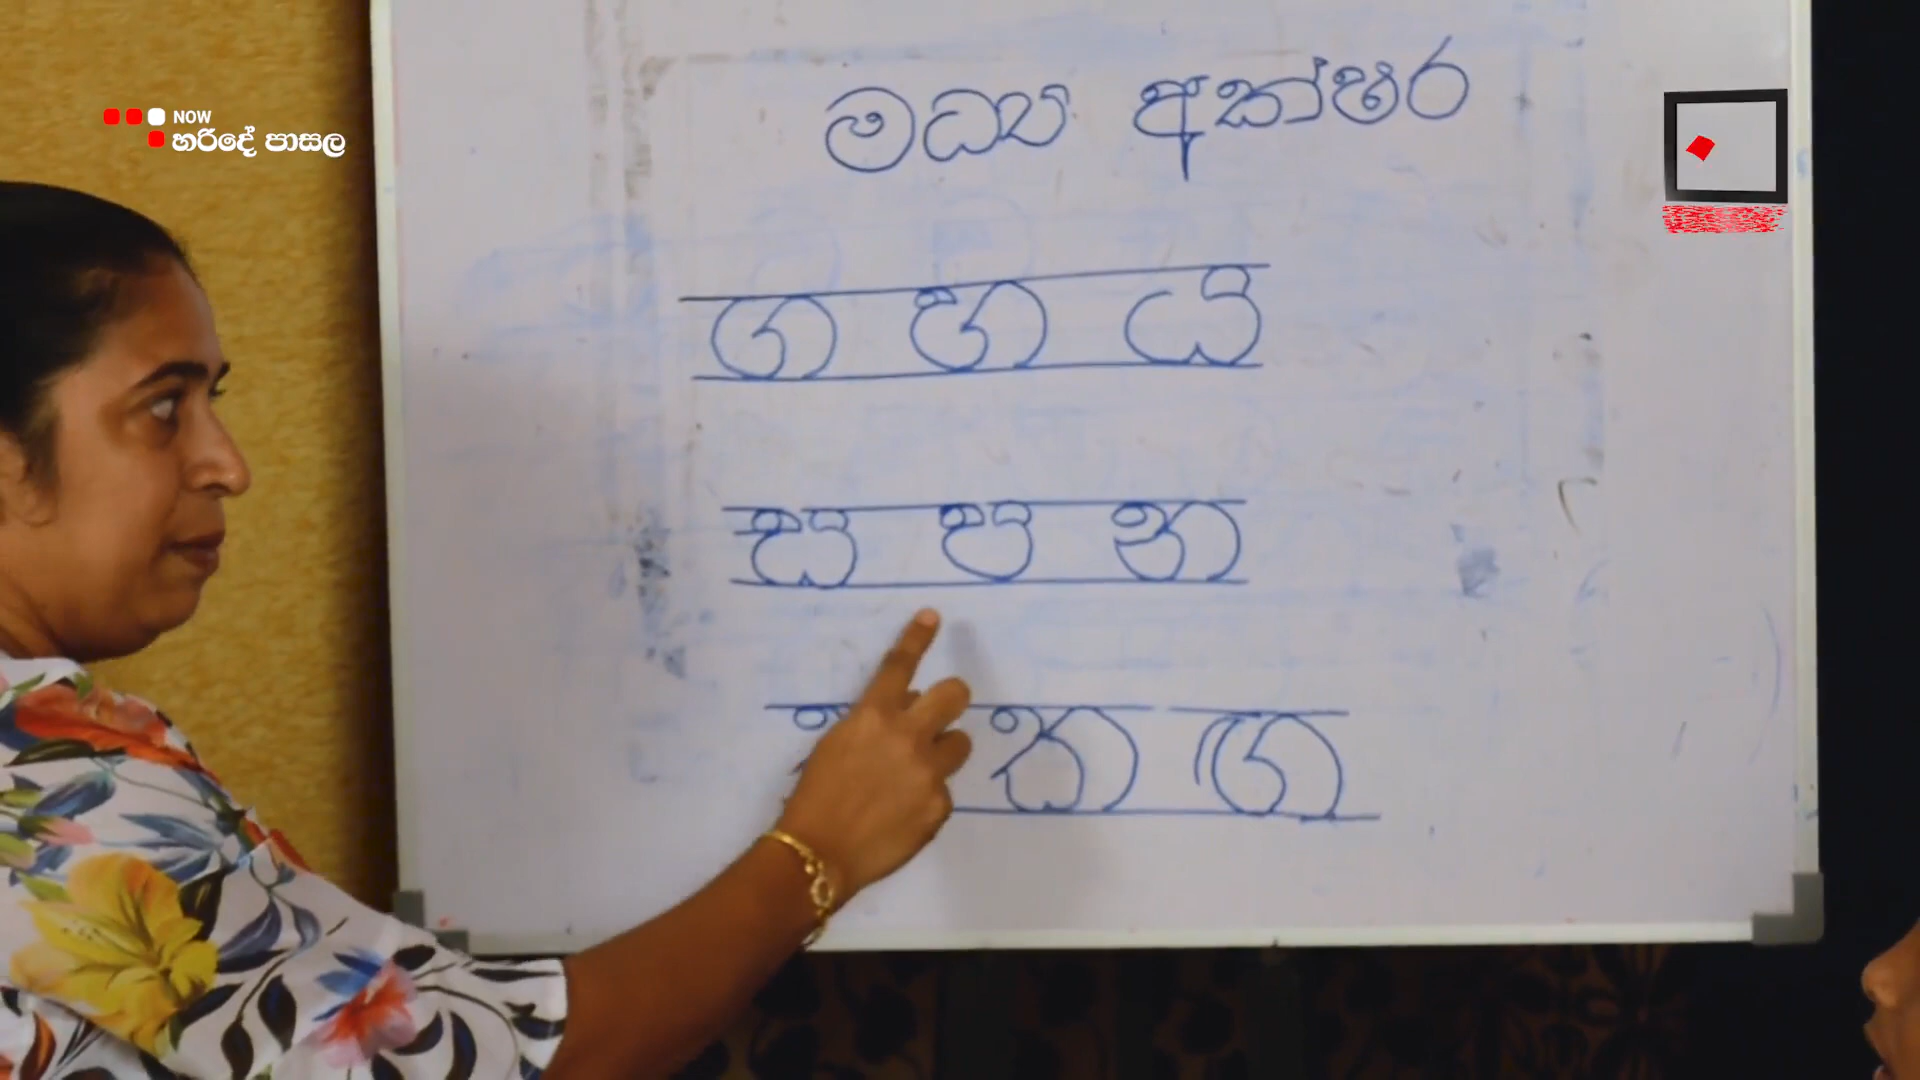 NOW
හරිදේ පාසල
මධ්‍ය අක්ෂර
ග හ ය
ස ප න
ත ඟ